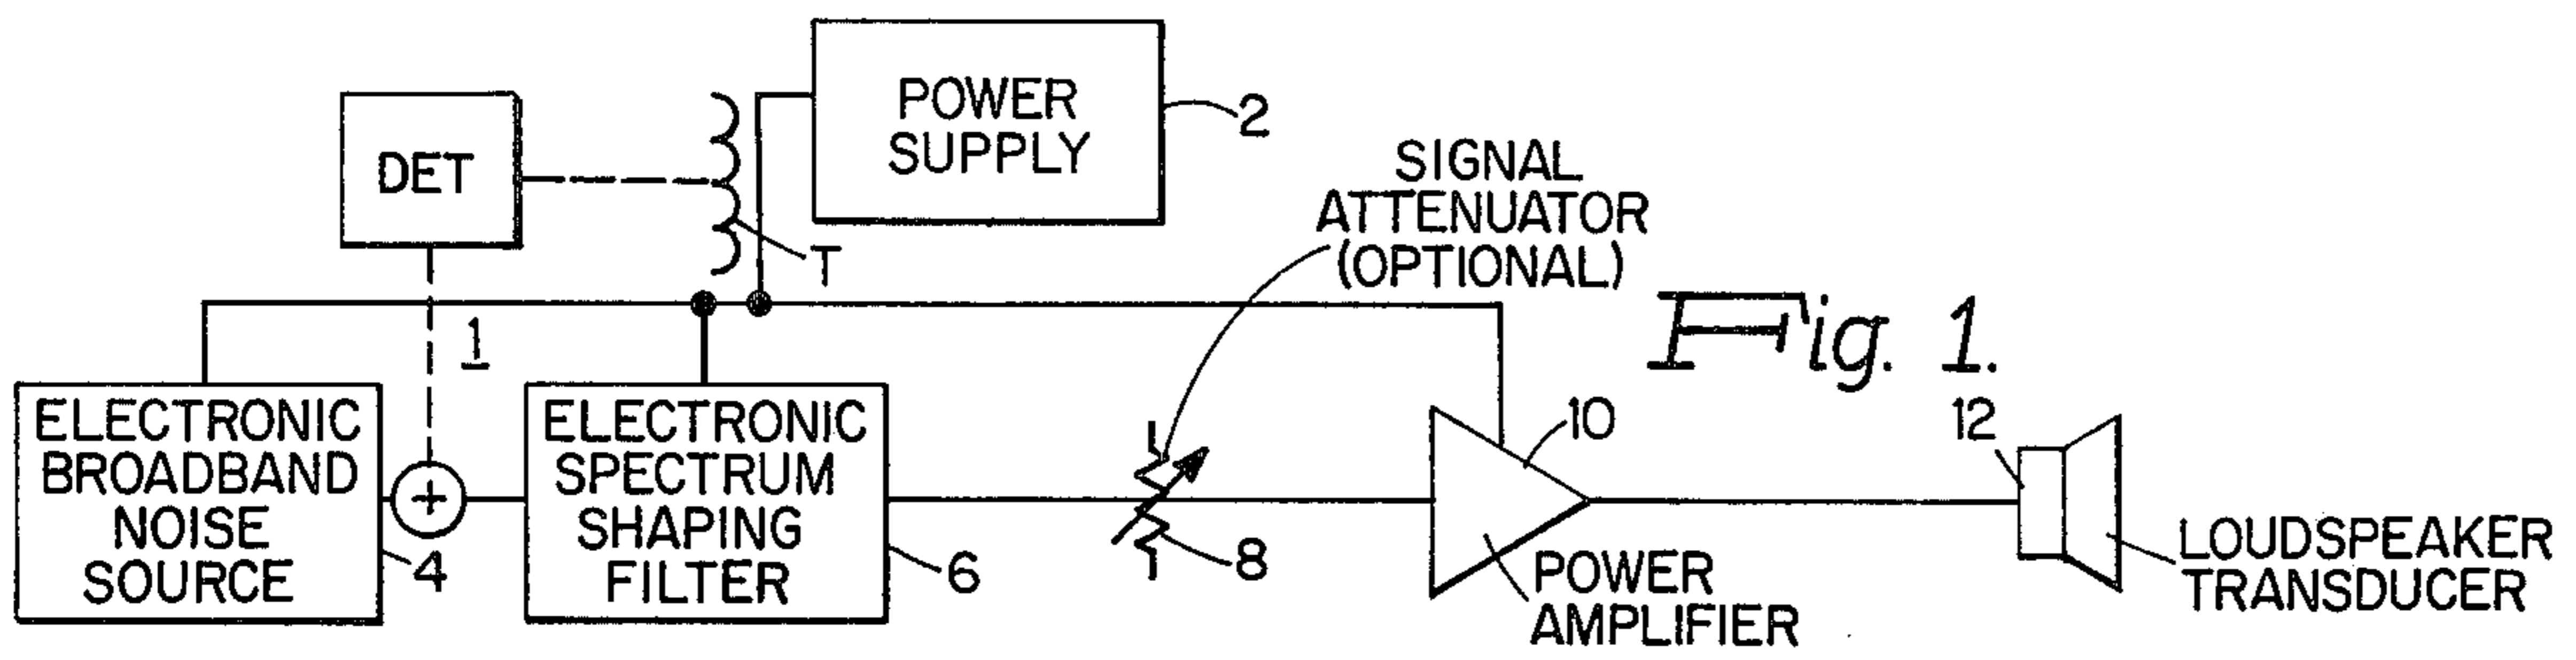 POWER
SUPPLY
2
DET
T
SIGNAL
ATTENUATOR
(OPTIONAL)
Fig. 1.
1
ELECTRONIC
BROADBAND
NOISE
SOURCE
4
+
ELECTRONIC
SPECTRUM
SHAPING
FILTER
6
8
10
POWER
AMPLIFIER
12
LOUDSPEAKER
TRANSDUCER